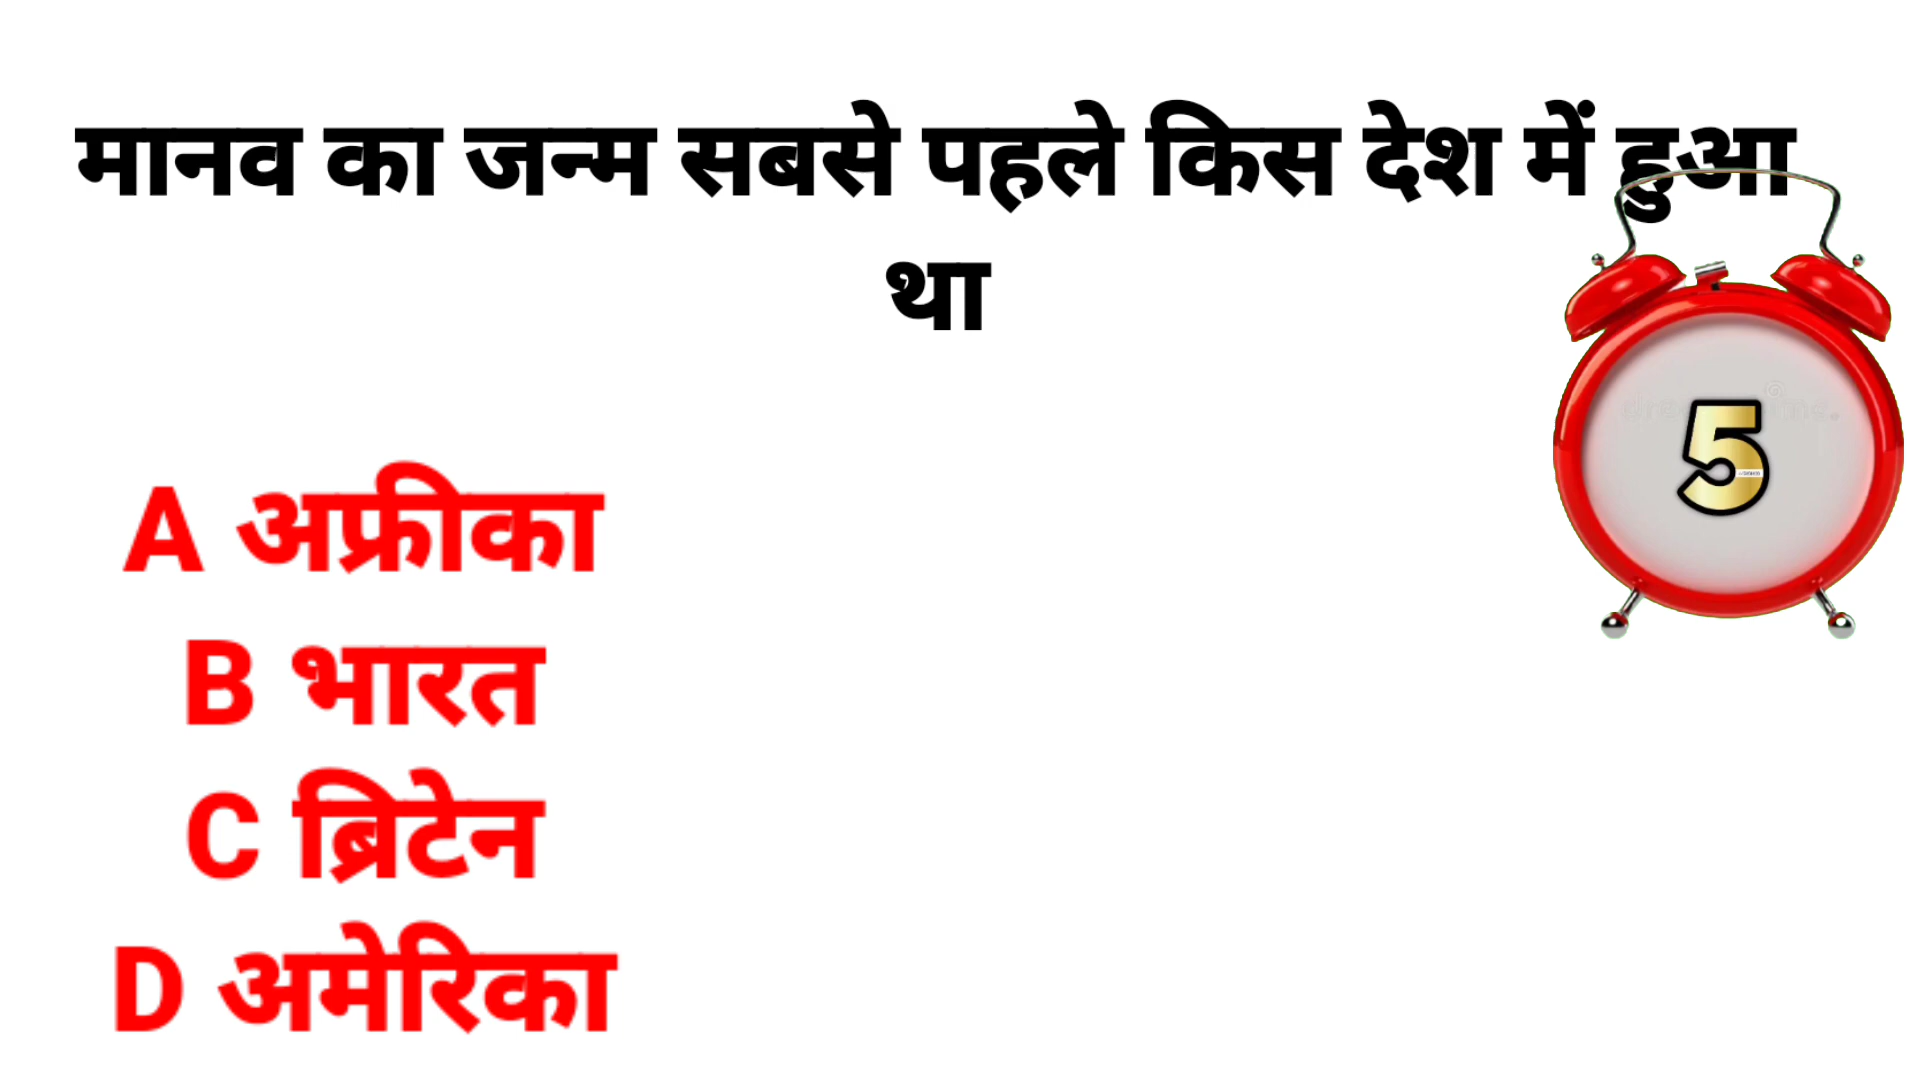 मानव का जन्म सबसे पहले किस देश में हुआ
था
5
A अफ्रीका
B भारत
C ब्रिटेन
D अमेरिका